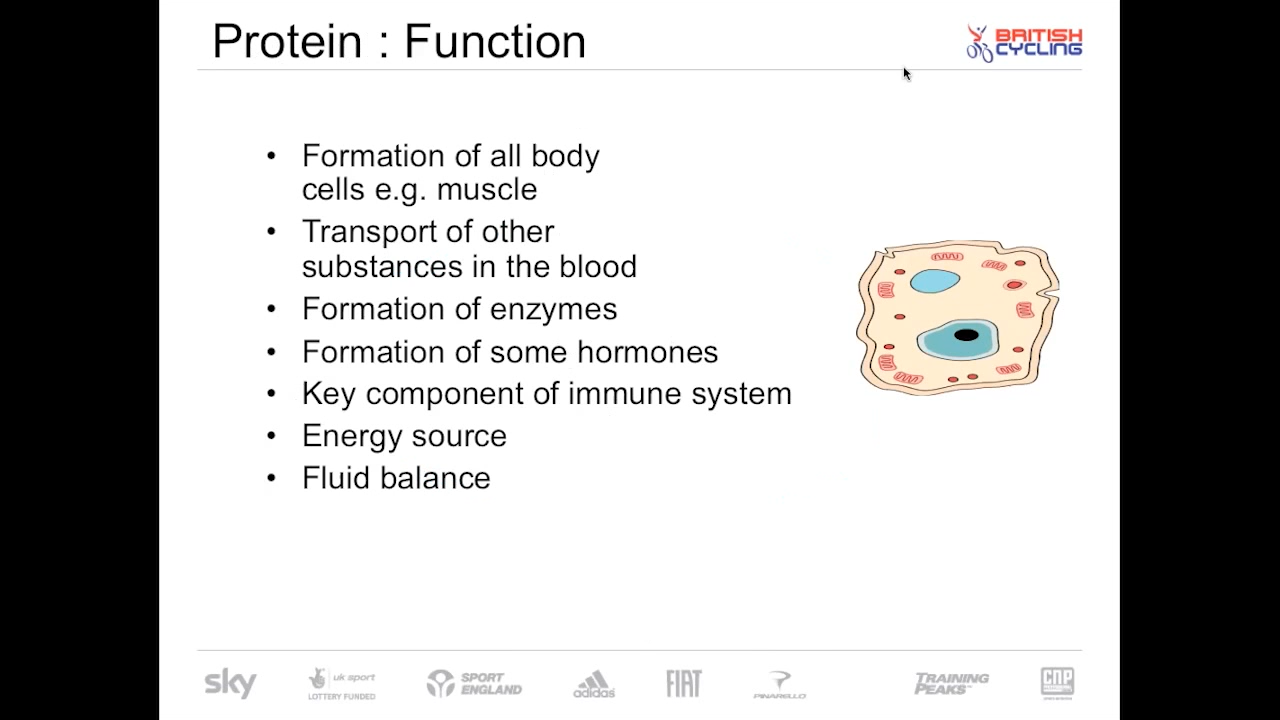 Protein : Function
BRITISH
CYCLING
• Formation of all body
cells e.g. muscle
• Transport of other
substances in the blood
• Formation of enzymes
• Formation of some hormones
• Key component of immune system
• Energy source
• Fluid balance
sky
uk sport
LOTTERY FUNDED
SPORT
ENGLAND
adidas
FIAT
PINARELLO
TRAINING
PEAKS™
CNP